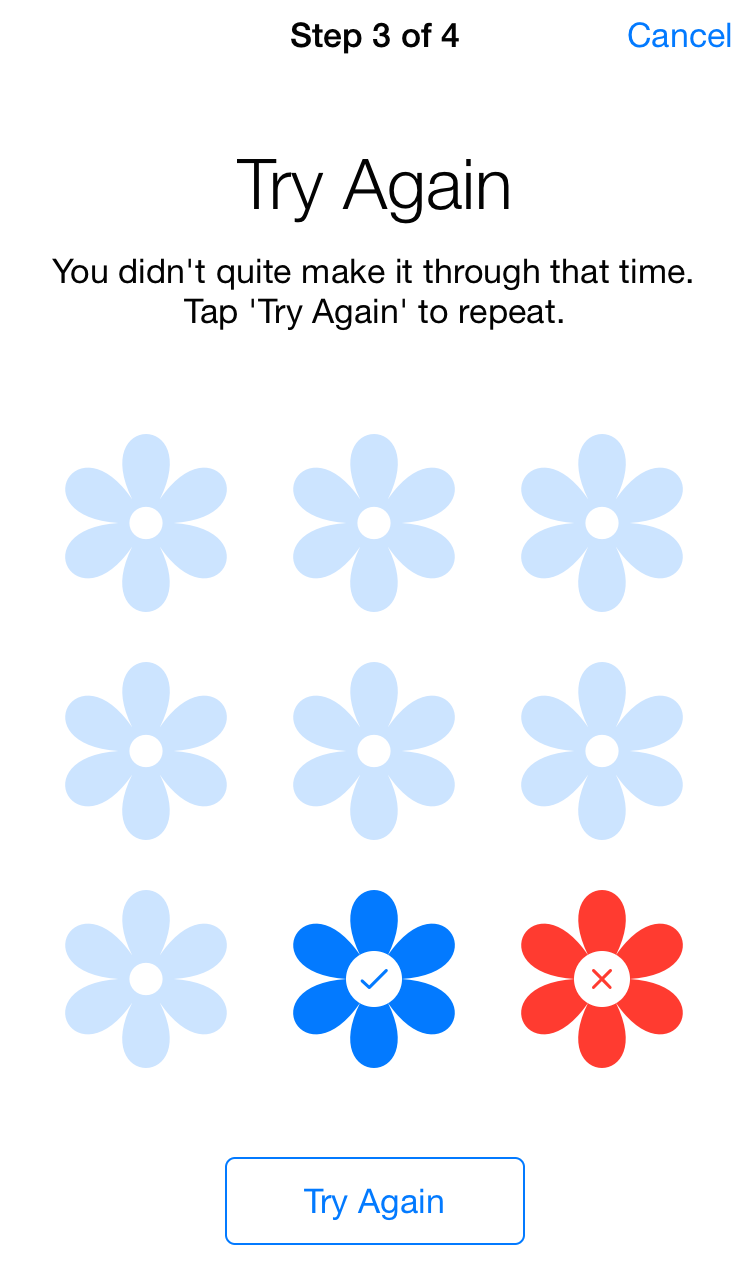 Step 3 of 4
Cancel
Try Again
You didn't quite make it through that time.
Tap 'Try Again' to repeat.
Try Again